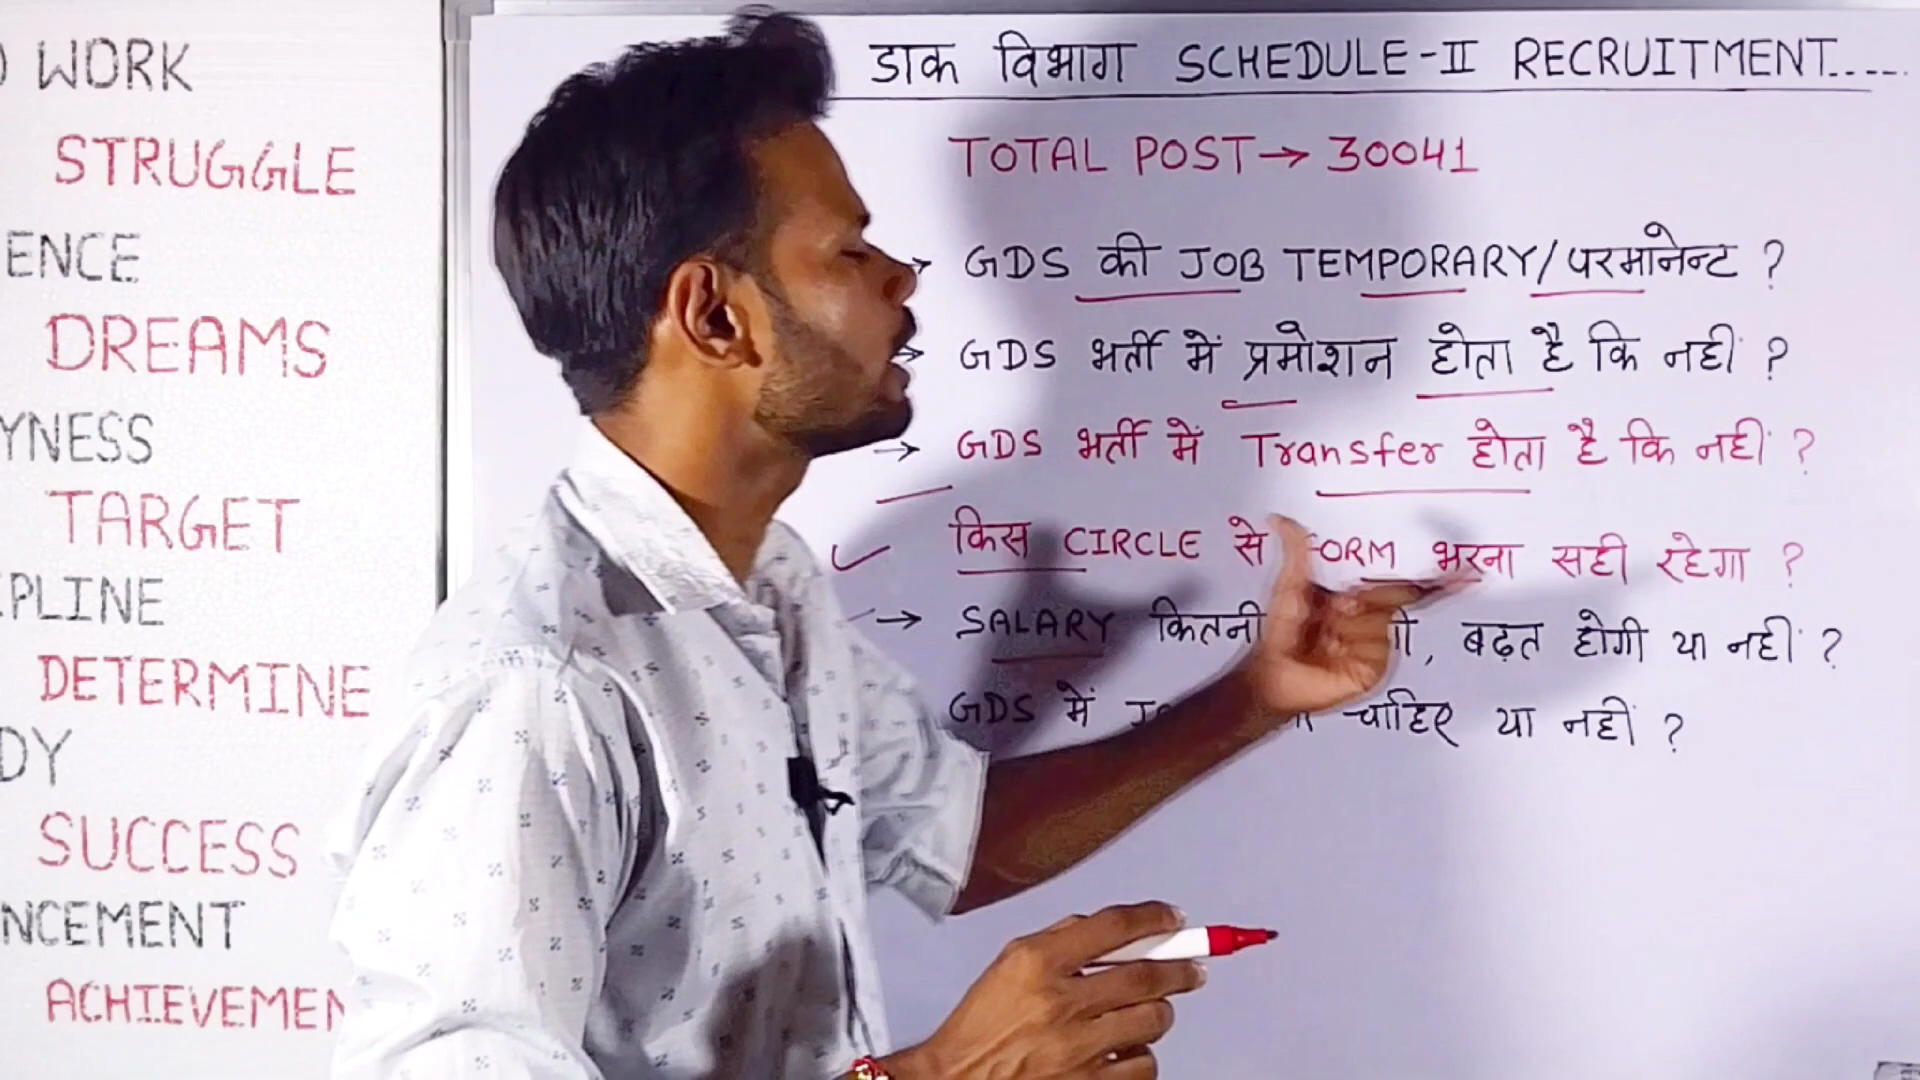 WORK
STRUGGLE
ENCE
DREAMS
YNESS
TARGET
PLINE
DETERMINE
DY
SUCCESS
NCEMENT
ACHIEVEMEN
डाक विभाग SCHEDULE-II RECRUITMENT.....
TOTAL POST→ 30041
→ GDS की JOB TEMPORARY/परमानेन्ट ?
→ GDS भर्ती में प्रमोशन होता है कि नहीं ?
→ GDS भर्ती में Transfer होता है कि नहीं ?
किस CIRCLE से FORM भरना सही रहेगा ?
→ SALARY कितनी , बढ़त होगी या नहीं ?
GDS में चाहिए या नहीं ?